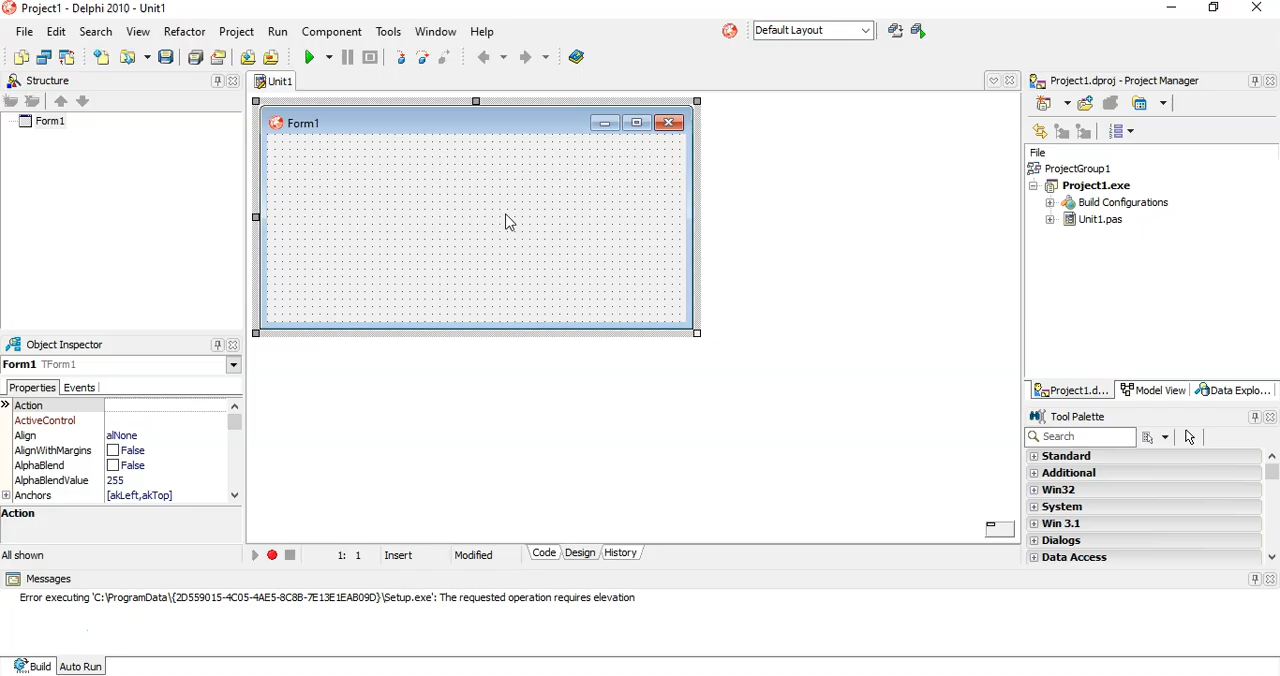 Project1 - Delphi 2010 - Unit1
File Edit Search View Refactor Project Run Component Tools Window Help
Default Layout
Structure
Form1
Unit1
Form1
Project1.dproj - Project Manager
File
ProjectGroup1
Project1.exe
Build Configurations
Unit1.pas
Project1.d... Model View Data Explo...
Object Inspector
Form1 TForm1
Properties Events
Action
ActiveControl
Align alNone
AlignWithMargins False
AlphaBlend False
AlphaBlendValue 255
Anchors [akLeft,akTop]
Action
All shown
1: 1 Insert Modified Code Design History
Tool Palette
Search
Standard
Additional
Win32
System
Win 3.1
Dialogs
Data Access
Messages
Error executing 'C:\ProgramData\{2D559015-4C05-4AE5-8C8B-7E13E1EAB09D}\Setup.exe': The requested operation requires elevation
Build Auto Run